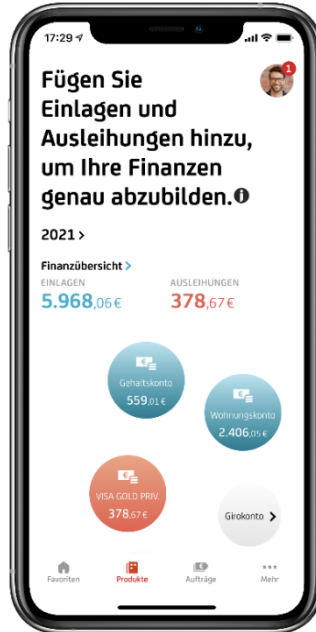 17:29
1
Fügen Sie
Einlagen und
Ausleihungen hinzu,
um Ihre Finanzen
genau abzubilden.
2021 >
Finanzübersicht >
EINLAGEN AUSLEIHUNGEN
5.968,06 € 378,67 €
Gehaltskonto
559,01 €
Wohnungskonto
2.406,05 €
VISA GOLD PRIV.
378,67 €
Girokonto >
Favoriten Produkte Aufträge Mehr